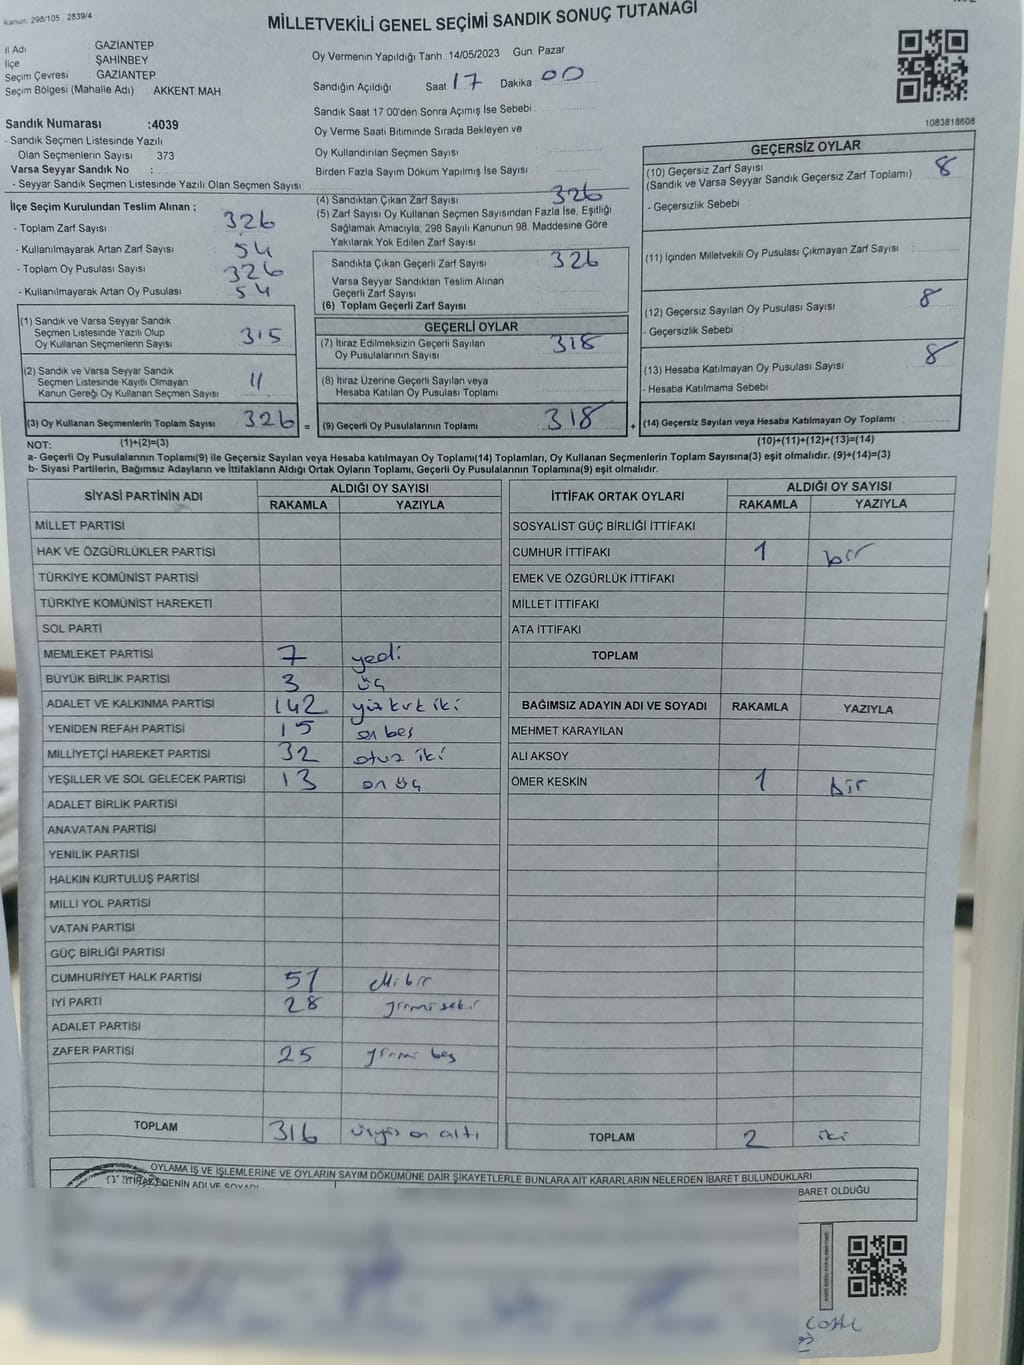 Kanun: 298/105 . 2839/4
MİLLETVEKİLİ GENEL SEÇİMİ SANDIK SONUÇ TUTANAĞI
İl Adı GAZİANTEP
İlçe ŞAHİNBEY
Seçim Çevresi GAZİANTEP
Seçim Bölgesi (Mahalle Adı) AKKENT MAH.
Sandık Numarası :4039
- Sandık Seçmen Listesinde Yazılı
Olan Seçmenlerin Sayısı : 373
Varsa Seyyar Sandık No :
- Seyyar Sandık Seçmen Listesinde Yazılı Olan Seçmen Sayısı
Oy Vermenin Yapıldığı Tarih : 14/05/2023 Gün: Pazar
Sandığın Açıldığı Saat: 17 Dakika 00
Sandık Saat 17:00'den Sonra Açımış İse Sebebi :
Oy Verme Saati Bitiminde Sırada Bekleyen ve
Oy Kullandırılan Seçmen Sayısı
Birden Fazla Sayım Döküm Yapılmış İse Sayısı
1083818608
İlçe Seçim Kurulundan Teslim Alınan ;
- Toplam Zarf Sayısı 326
- Kullanılmayarak Artan Zarf Sayısı 54
- Toplam Oy Pusulası Sayısı 326
- Kullanılmayarak Artan Oy Pusulası 54
(4) Sandıktan Çıkan Zarf Sayısı 326
(5) Zarf Sayısı Oy Kullanan Seçmen Sayısından Fazla İse, Eşitliği
Sağlamak Amacıyla; 298 Sayılı Kanunun 98. Maddesine Göre
Yakılarak Yok Edilen Zarf Sayısı
Sandıkta Çıkan Geçerli Zarf Sayısı 326
Varsa Seyyar Sandıktan Teslim Alınan
Geçerli Zarf Sayısı
(6) Toplam Geçerli Zarf Sayısı
GEÇERSİZ OYLAR
(10) Geçersiz Zarf Sayısı 8
(Sandık ve Varsa Seyyar Sandık Geçersiz Zarf Toplamı)
- Geçersizlik Sebebi :
(11) İçinden Milletvekili Oy Pusulası Çıkmayan Zarf Sayısı
(12) Geçersiz Sayılan Oy Pusulası Sayısı 8
- Geçersizlik Sebebi
(13) Hesaba Katılmayan Oy Pusulası Sayısı 8
- Hesaba Katılmama Sebebi :
(14) Geçersiz Sayılan veya Hesaba Katılmayan Oy Toplamı :
(10)+(11)+(12)+(13)=(14)
(1) Sandık ve Varsa Seyyar Sandık
Seçmen Listesinde Yazılı Olup
Oy Kullanan Seçmenlerin Sayısı 315
(2) Sandık ve Varsa Seyyar Sandık
Seçmen Listesinde Kayıtlı Olmayan
Kanun Gereği Oy Kullanan Seçmen Sayısı 11
(3) Oy Kullanan Seçmenlerin Toplam Sayısı 326 =
GEÇERLİ OYLAR
(7) İtiraz Edilmeksizin Geçerli Sayılan
Oy Pusulalarının Sayısı 318
(8) İtiraz Üzerine Geçerli Sayılan veya
Hesaba Katılan Oy Pusulası Toplamı
(9) Geçerli Oy Pusulalarının Toplamı 318 +
NOT: (1)+(2)=(3)
a- Geçerli Oy Pusulalarının Toplamı(9) ile Geçersiz Sayılan veya Hesaba katılmayan Oy Toplamı(14) Toplamları, Oy Kullanan Seçmenlerin Toplam Sayısına(3) eşit olmalıdır. (9)+(14)=(3)
b- Siyasi Partilerin, Bağımsız Adayların ve İttifakların Aldığı Ortak Oyların Toplamı, Geçerli Oy Pusulalarının Toplamına(9) eşit olmalıdır.
SİYASİ PARTİNİN ADI ALDIĞI OY SAYISI
RAKAMLA YAZIYLA
MİLLET PARTİSİ
HAK VE ÖZGÜRLÜKLER PARTİSİ
TÜRKİYE KOMÜNİST PARTİSİ
TÜRKİYE KOMÜNİST HAREKETİ
SOL PARTİ
MEMLEKET PARTİSİ 7 yedi
BÜYÜK BİRLİK PARTİSİ 3 üç
ADALET VE KALKINMA PARTİSİ 142 yüz kırk iki
YENİDEN REFAH PARTİSİ 15 on beş
MİLLİYETÇİ HAREKET PARTİSİ 32 otuz iki
YEŞİLLER VE SOL GELECEK PARTİSİ 13 on üç
ADALET BİRLİK PARTİSİ
ANAVATAN PARTİSİ
YENİLİK PARTİSİ
HALKIN KURTULUŞ PARTİSİ
MİLLİ YOL PARTİSİ
VATAN PARTİSİ
GÜÇ BİRLİĞİ PARTİSİ
CUMHURİYET HALK PARTİSİ 51 elli bir
İYİ PARTİ 28 yirmi sekiz
ADALET PARTİSİ
ZAFER PARTİSİ 25 yirmi beş
TOPLAM 316 üçyüz on altı
İTTİFAK ORTAK OYLARI ALDIĞI OY SAYISI
RAKAMLA YAZIYLA
SOSYALİST GÜÇ BİRLİĞİ İTTİFAKI
CUMHUR İTTİFAKI 1 bir
EMEK VE ÖZGÜRLÜK İTTİFAKI
MİLLET İTTİFAKI
ATA İTTİFAKI
TOPLAM
BAĞIMSIZ ADAYIN ADI VE SOYADI RAKAMLA YAZIYLA
MEHMET KARAYILAN
ALİ AKSOY
ÖMER KESKİN 1 bir
TOPLAM 2 iki
OYLAMA İŞ VE İŞLEMLERİNE VE OYLARIN SAYIM DÖKÜMÜNE DAİR ŞİKAYETLERLE BUNLARA AİT KARARLARIN NELERDEN İBARET BULUNDUKLARI
İTİRAZ EDENİN ADI VE SOYADI
BARET OLDUĞU